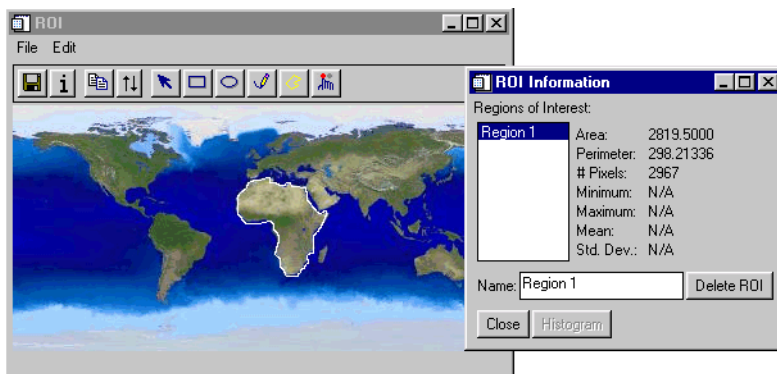 ROI
File Edit
ROI Information
Regions of Interest:
Region 1
Area: 2819.5000
Perimeter: 298.21336
# Pixels: 2967
Minimum: N/A
Maximum: N/A
Mean: N/A
Std. Dev.: N/A
Name: Region 1
Delete ROI
Close
Histogram